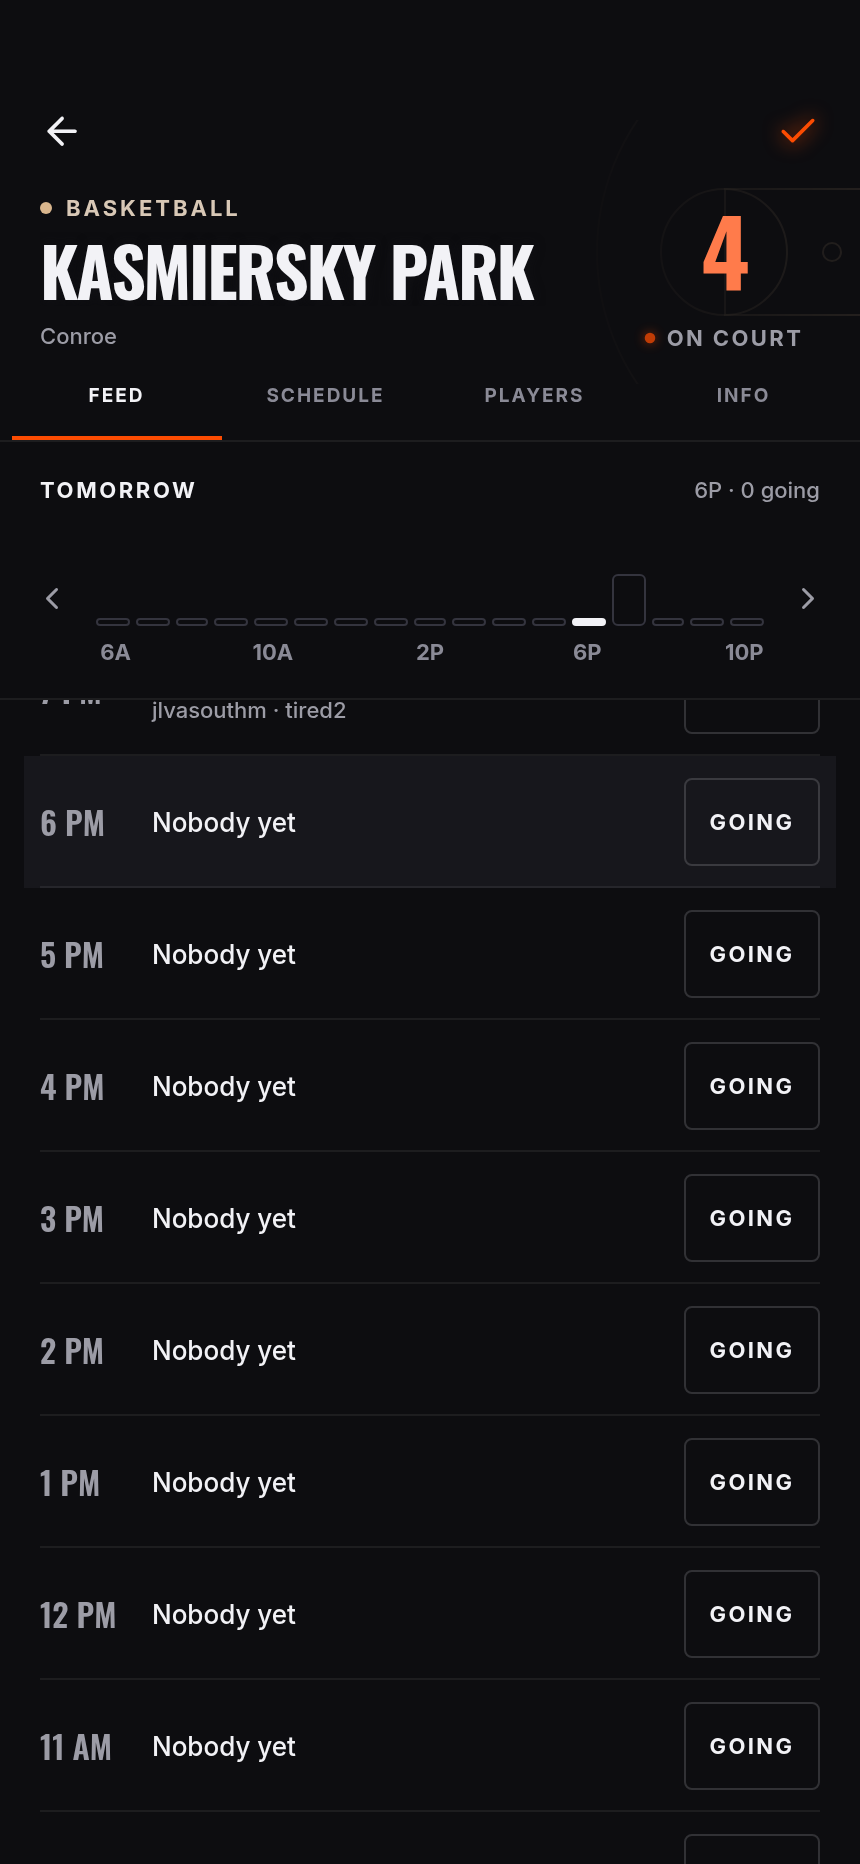 BASKETBALL
KASMIERSKY PARK
Conroe
4
ON COURT
FEED SCHEDULE PLAYERS INFO
TOMORROW 6P · 0 going
6A 10A 2P 6P 10P
jlvasouthm · tired2
6 PM Nobody yet GOING
5 PM Nobody yet GOING
4 PM Nobody yet GOING
3 PM Nobody yet GOING
2 PM Nobody yet GOING
1 PM Nobody yet GOING
12 PM Nobody yet GOING
11 AM Nobody yet GOING